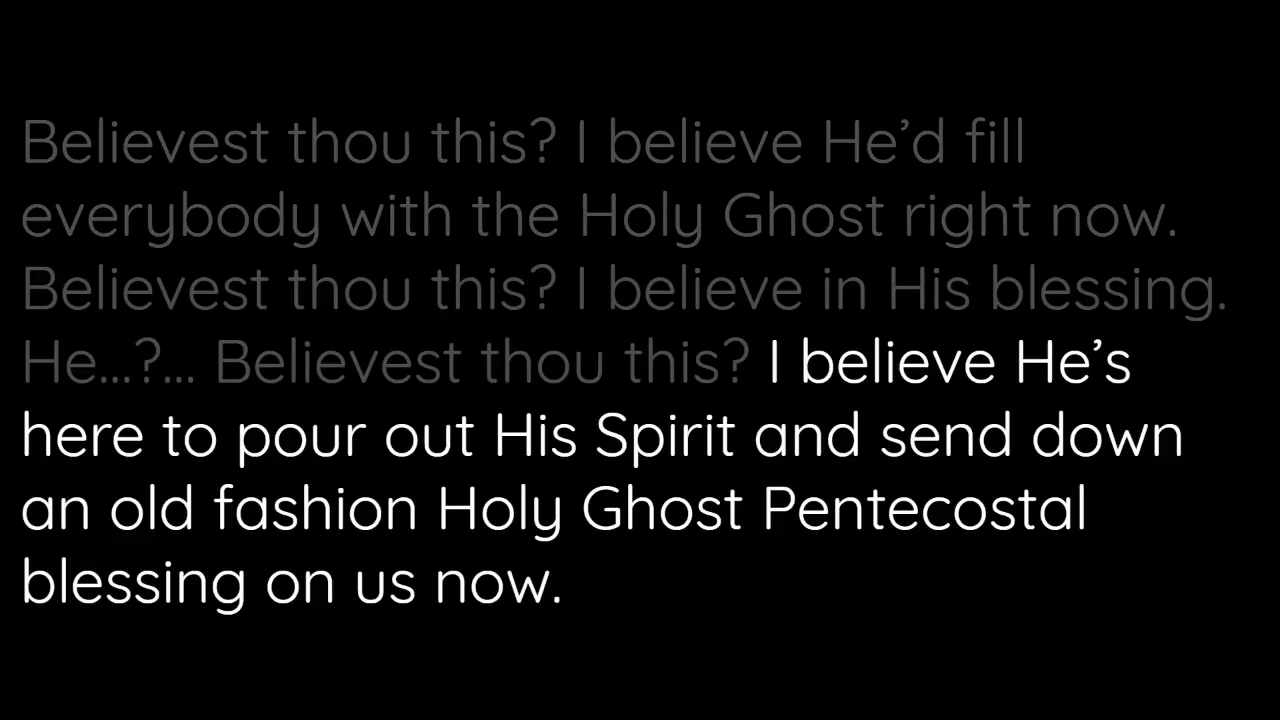 Believest thou this? I believe He’d fill
everybody with the Holy Ghost right now.
Believest thou this? I believe in His blessing.
He...?... Believest thou this? I believe He’s
here to pour out His Spirit and send down
an old fashion Holy Ghost Pentecostal
blessing on us now.